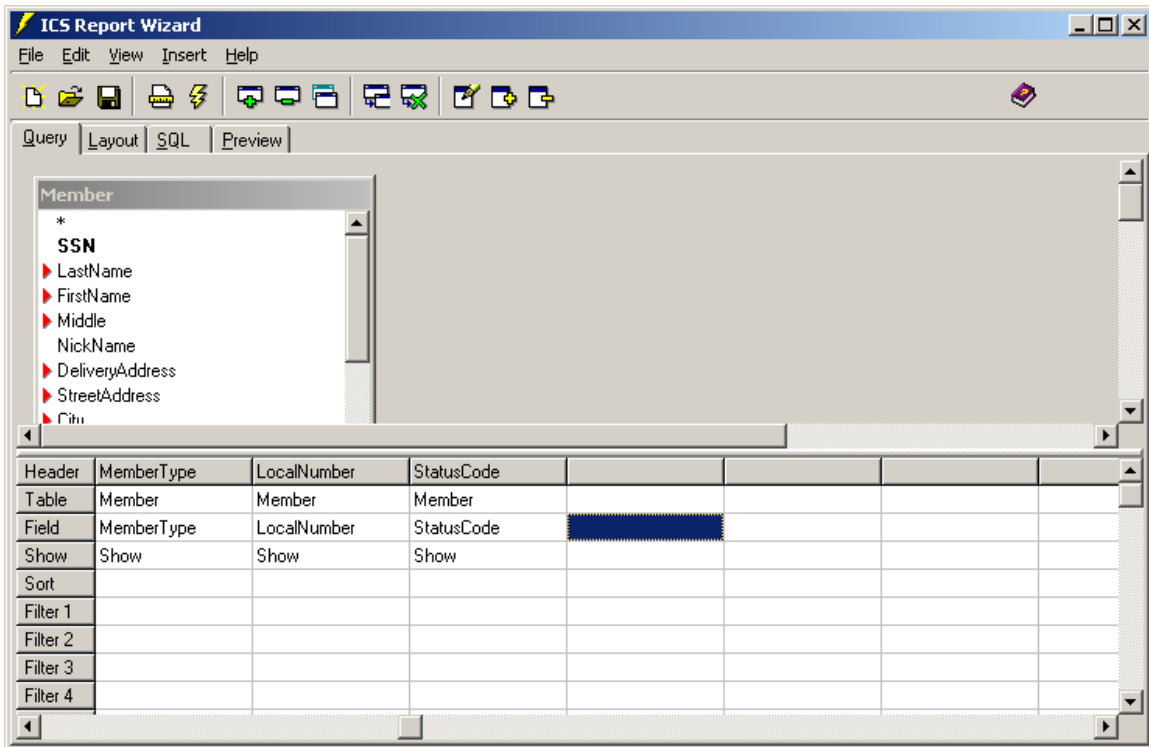 ICS Report Wizard
File Edit View Insert Help
Query Layout SQL Preview
Member
*
SSN
LastName
FirstName
Middle
NickName
DeliveryAddress
StreetAddress
City
Header MemberType LocalNumber StatusCode
Table Member Member Member
Field MemberType LocalNumber StatusCode
Show Show Show Show
Sort
Filter 1
Filter 2
Filter 3
Filter 4